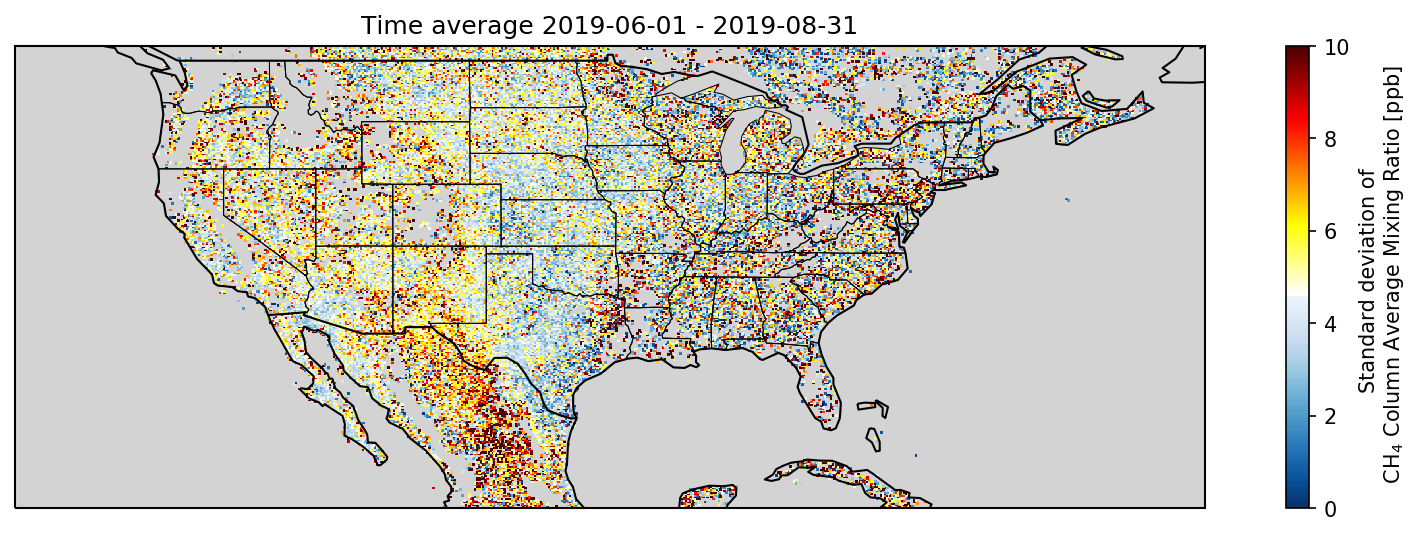 Time average 2019-06-01 - 2019-08-31
10
8
6
4
2
0
Standard deviation of
CH₄ Column Average Mixing Ratio [ppb]